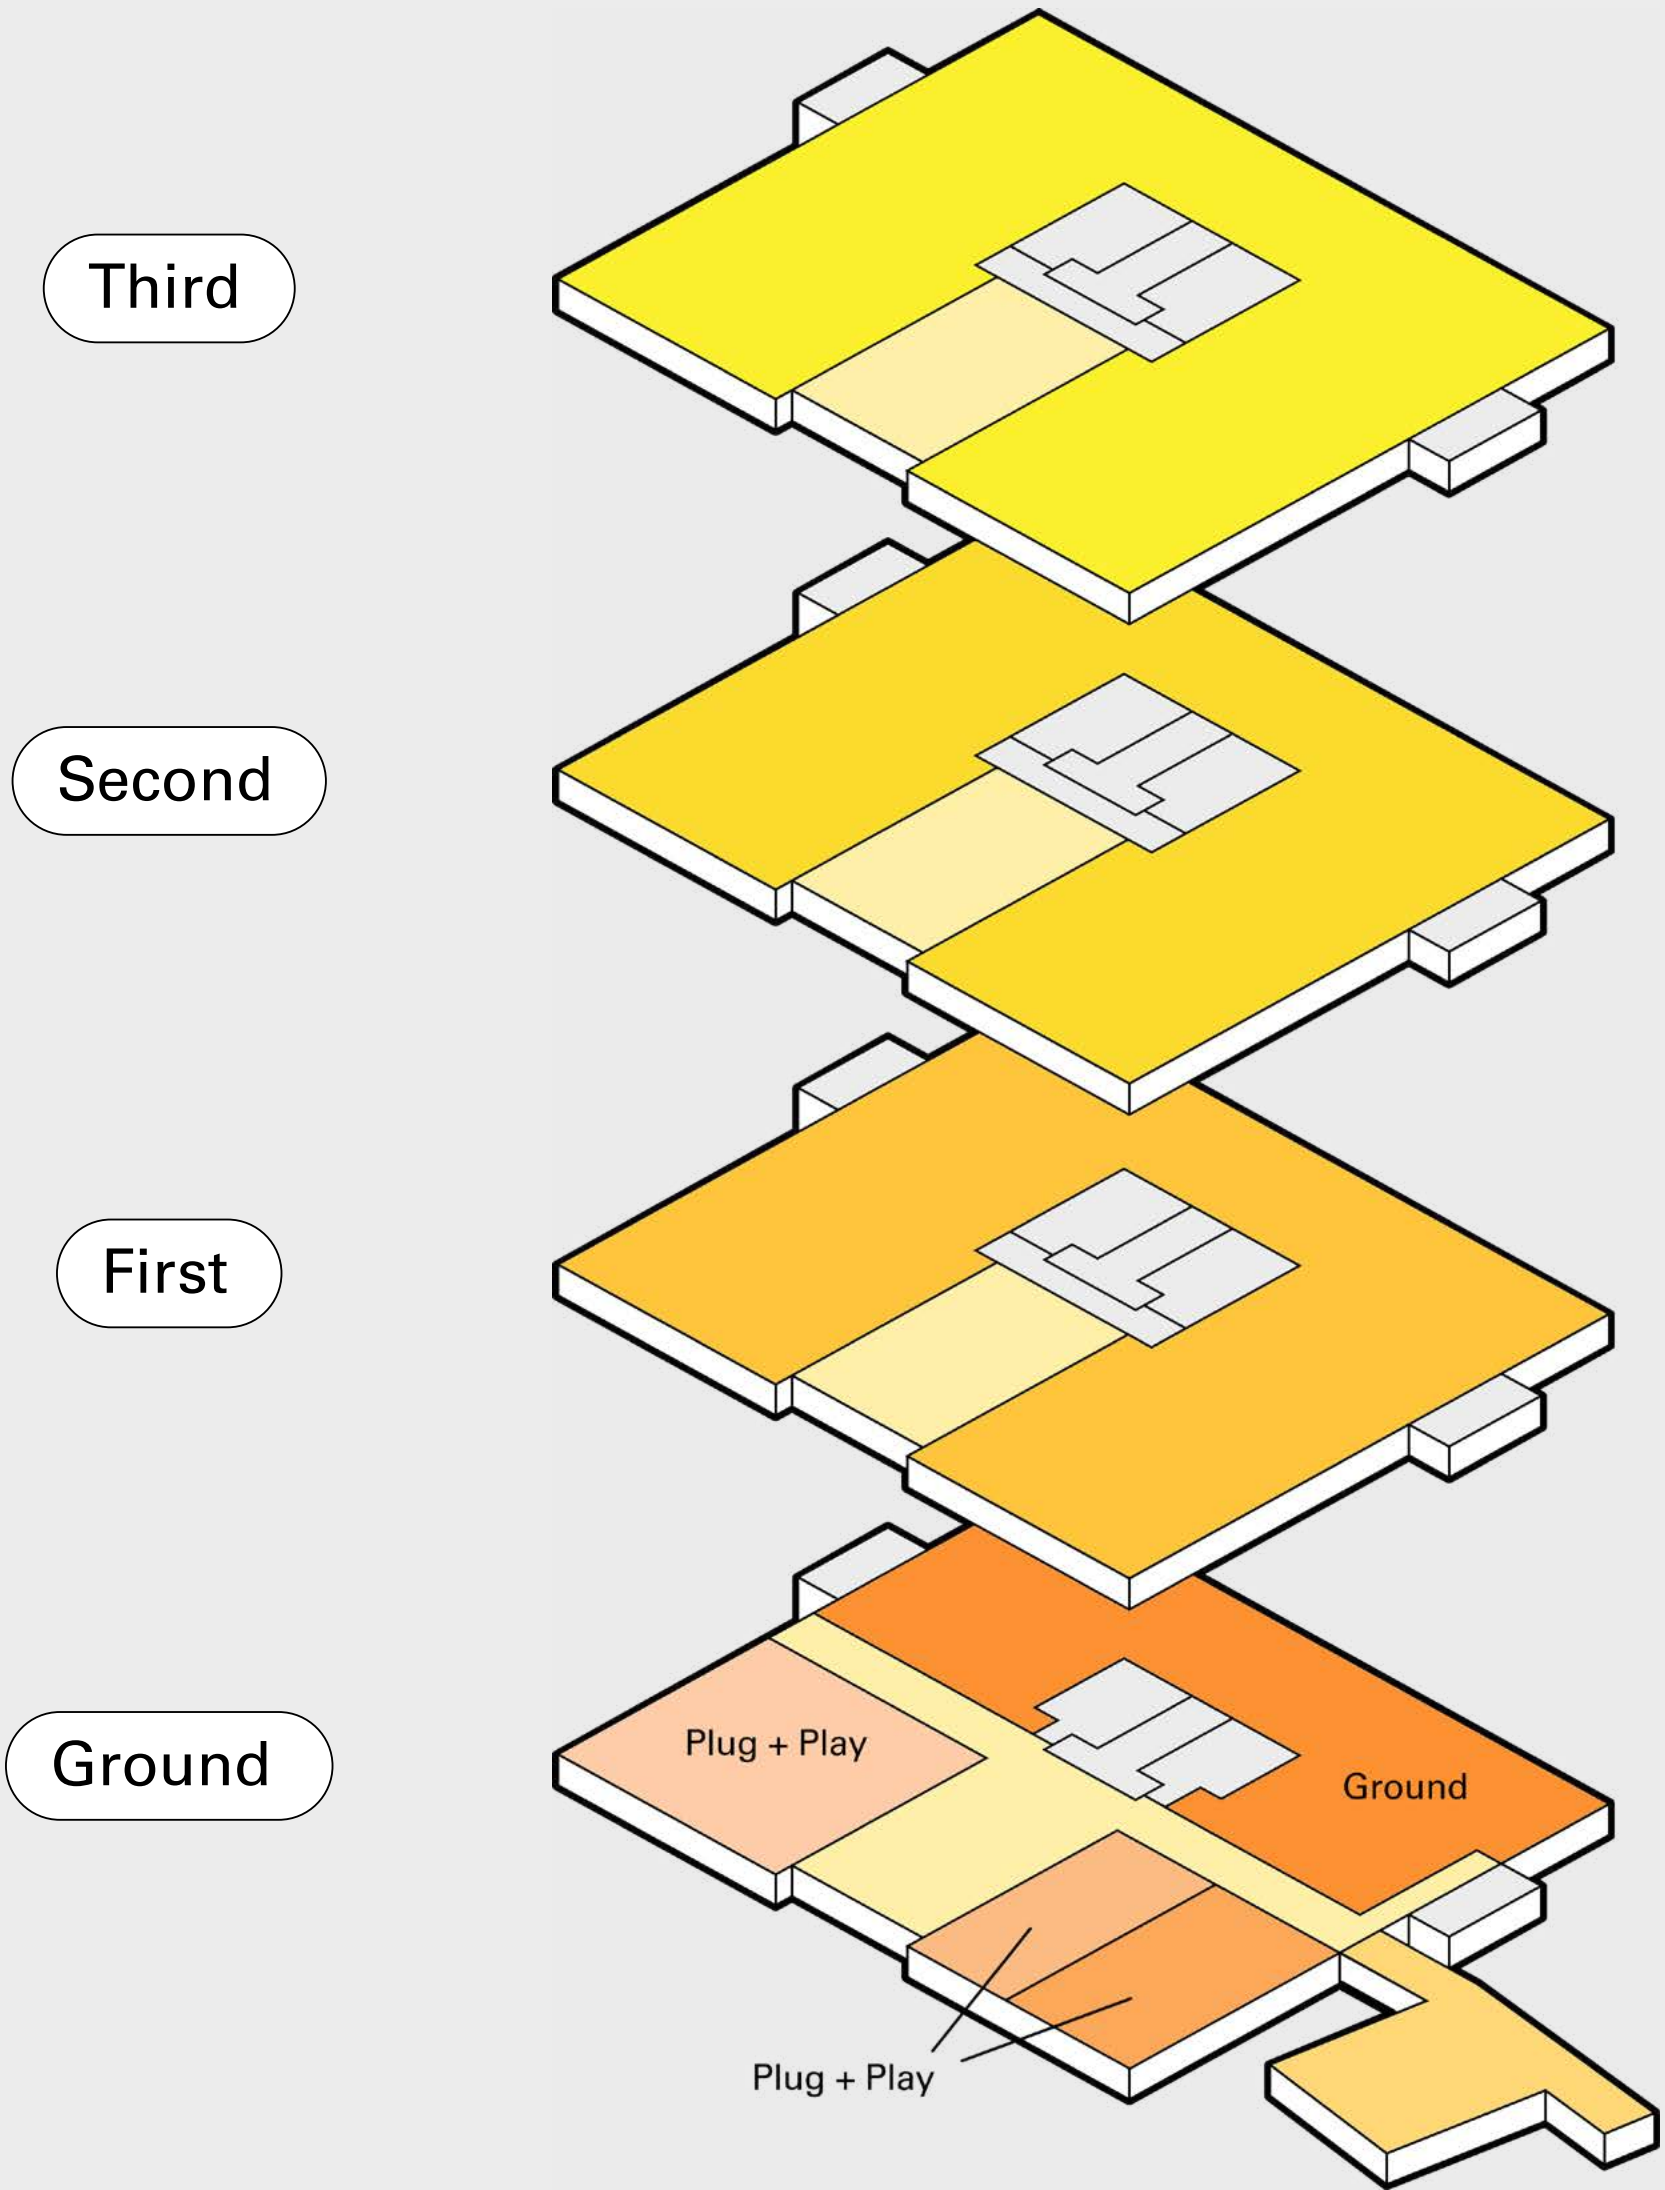 Third
Second
First
Ground
Plug + Play
Ground
Plug + Play